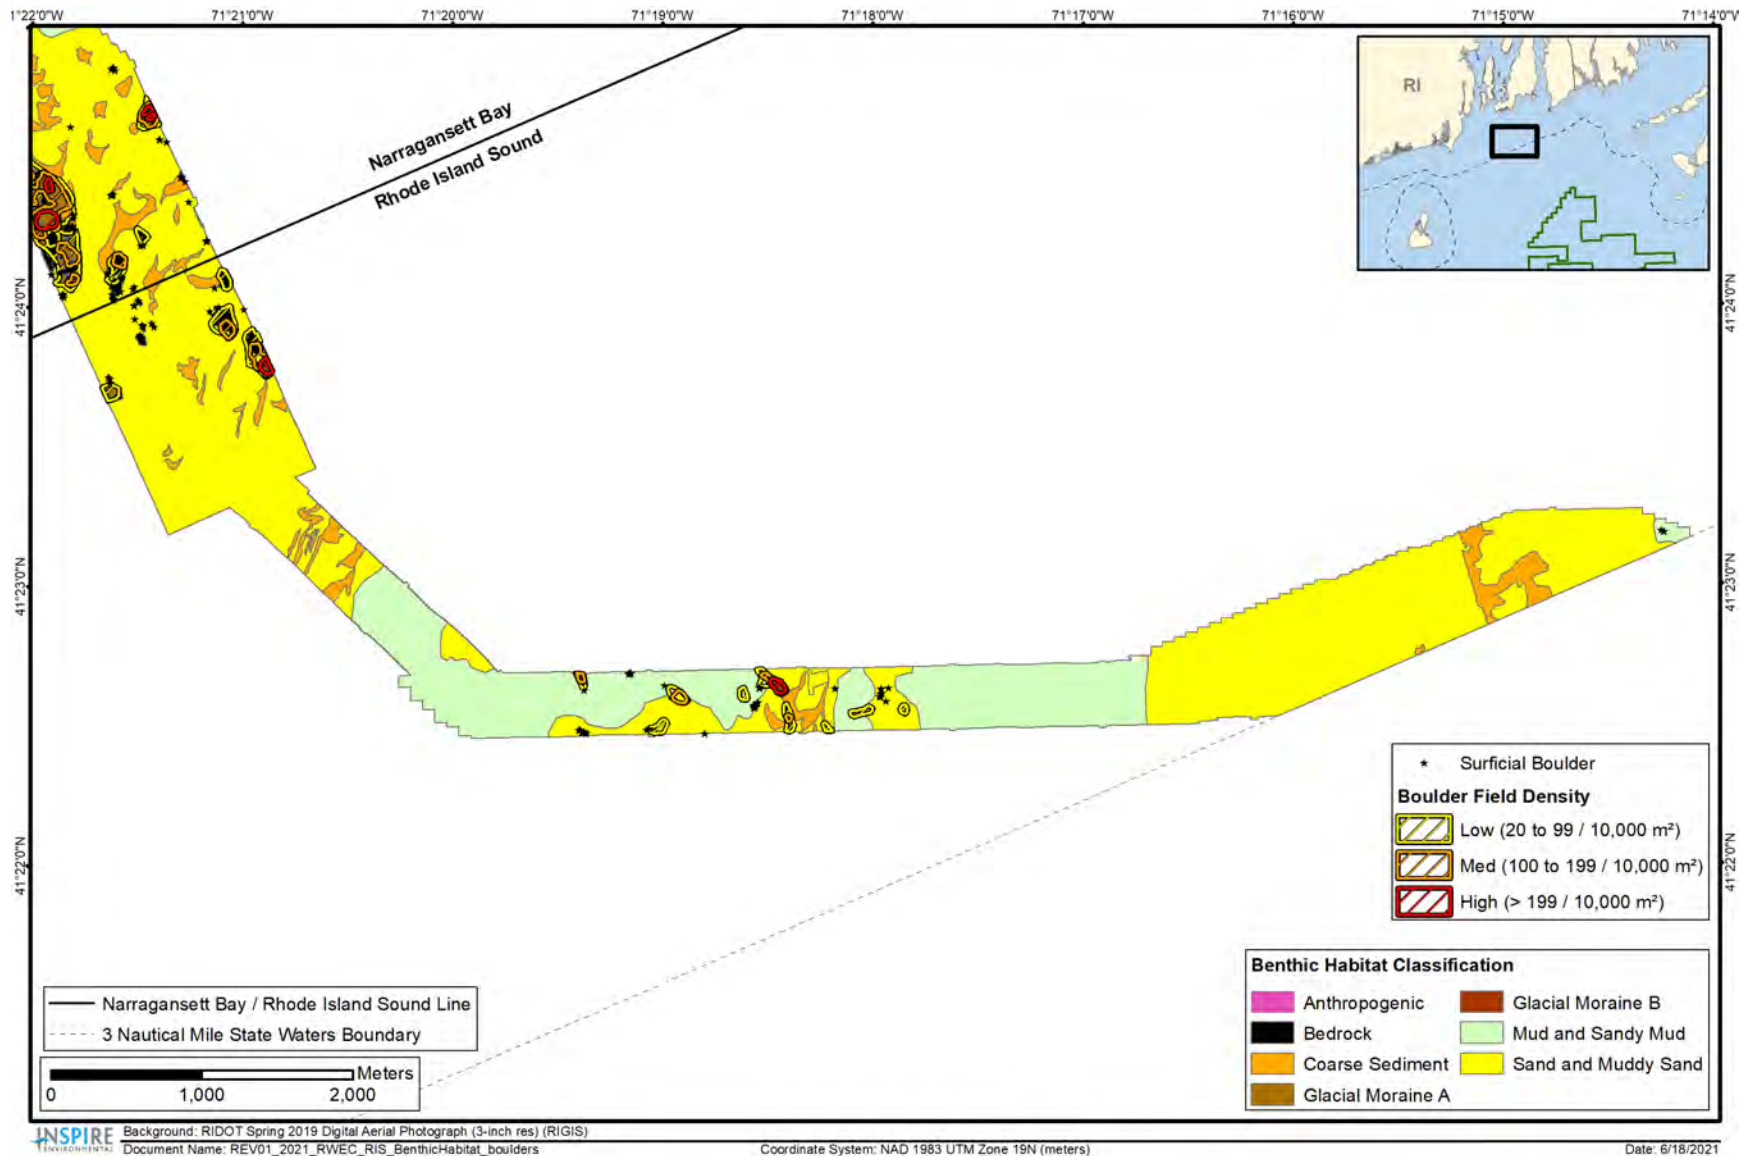 71°22'0"W 71°21'0"W 71°20'0"W 71°19'0"W 71°18'0"W 71°17'0"W 71°16'0"W 71°15'0"W 71°14'0"W
RI
Narragansett Bay
Rhode Island Sound
41°24'0"N 41°24'0"N
41°23'0"N 41°23'0"N
41°22'0"N 41°22'0"N
Surficial Boulder
Boulder Field Density
Low (20 to 99 / 10,000 m²)
Med (100 to 199 / 10,000 m²)
High (> 199 / 10,000 m²)
Benthic Habitat Classification
Anthropogenic
Bedrock
Coarse Sediment
Glacial Moraine A
Glacial Moraine B
Mud and Sandy Mud
Sand and Muddy Sand
Narragansett Bay / Rhode Island Sound Line
3 Nautical Mile State Waters Boundary
Meters
0 1,000 2,000
INSPIRE
ENVIRONMENTAL
Background: RIDOT Spring 2019 Digital Aerial Photograph (3-inch res) (RIGIS)
Document Name: REV01_2021_RWEC_RIS_BenthicHabitat_boulders Coordinate System: NAD 1983 UTM Zone 19N (meters) Date: 6/18/2021